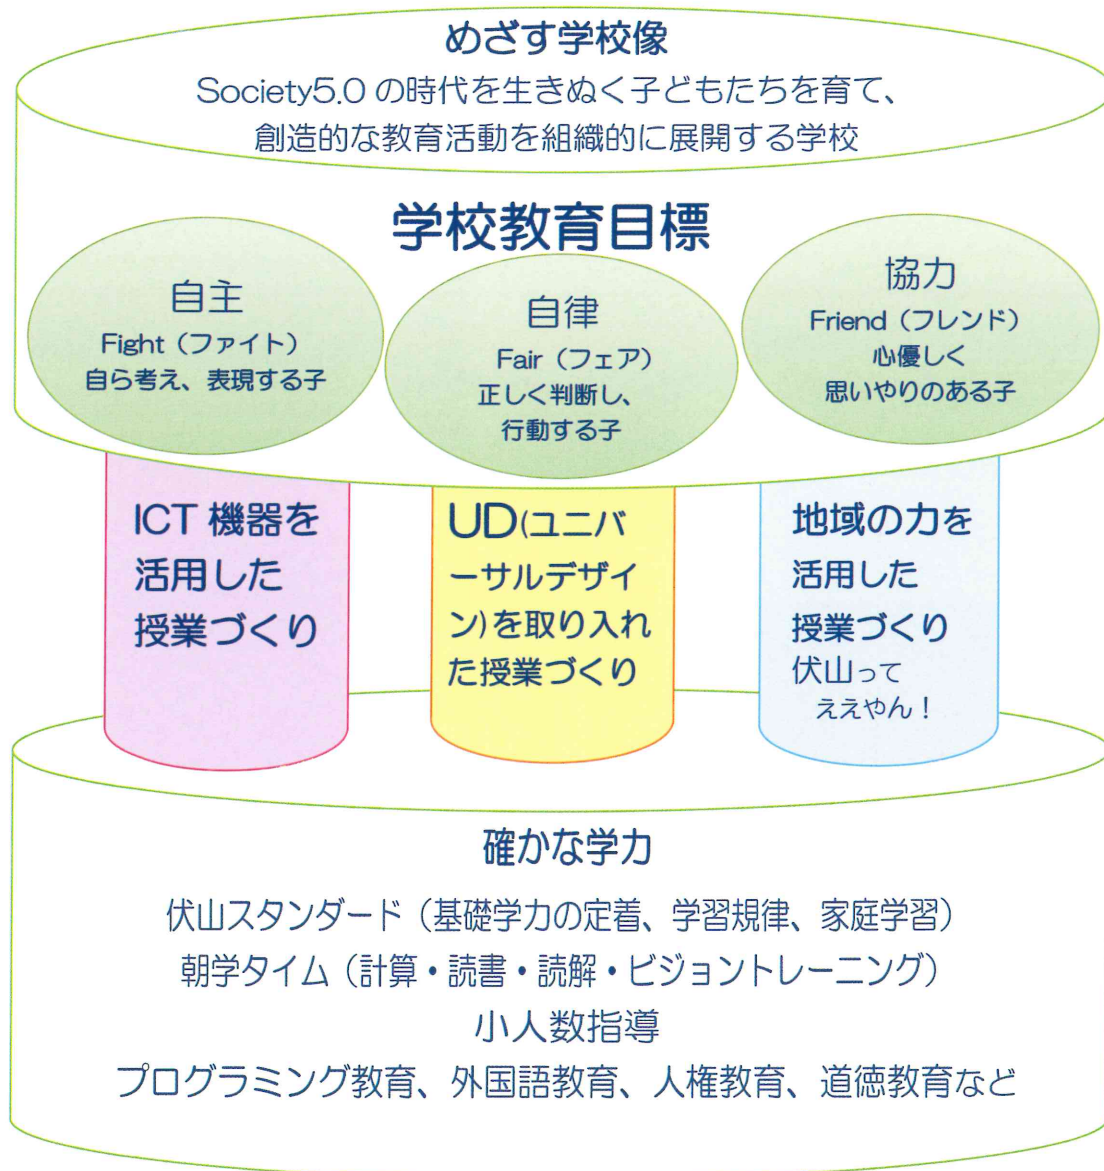 めざす学校像
Society5.0 の時代を生きぬく子どもたちを育て、
創造的な教育活動を組織的に展開する学校
学校教育目標
自主
Fight（ファイト）
自ら考え、表現する子
自律
Fair（フェア）
正しく判断し、
行動する子
協力
Friend（フレンド）
心優しく
思いやりのある子
ICT 機器を
活用した
授業づくり
UD(ユニバ
ーサルデザイ
ン)を取り入れ
た授業づくり
地域の力を
活用した
授業づくり
伏山って
ええやん！
確かな学力
伏山スタンダード（基礎学力の定着、学習規律、家庭学習）
朝学タイム（計算・読書・読解・ビジョントレーニング）
小人数指導
プログラミング教育、外国語教育、人権教育、道徳教育など